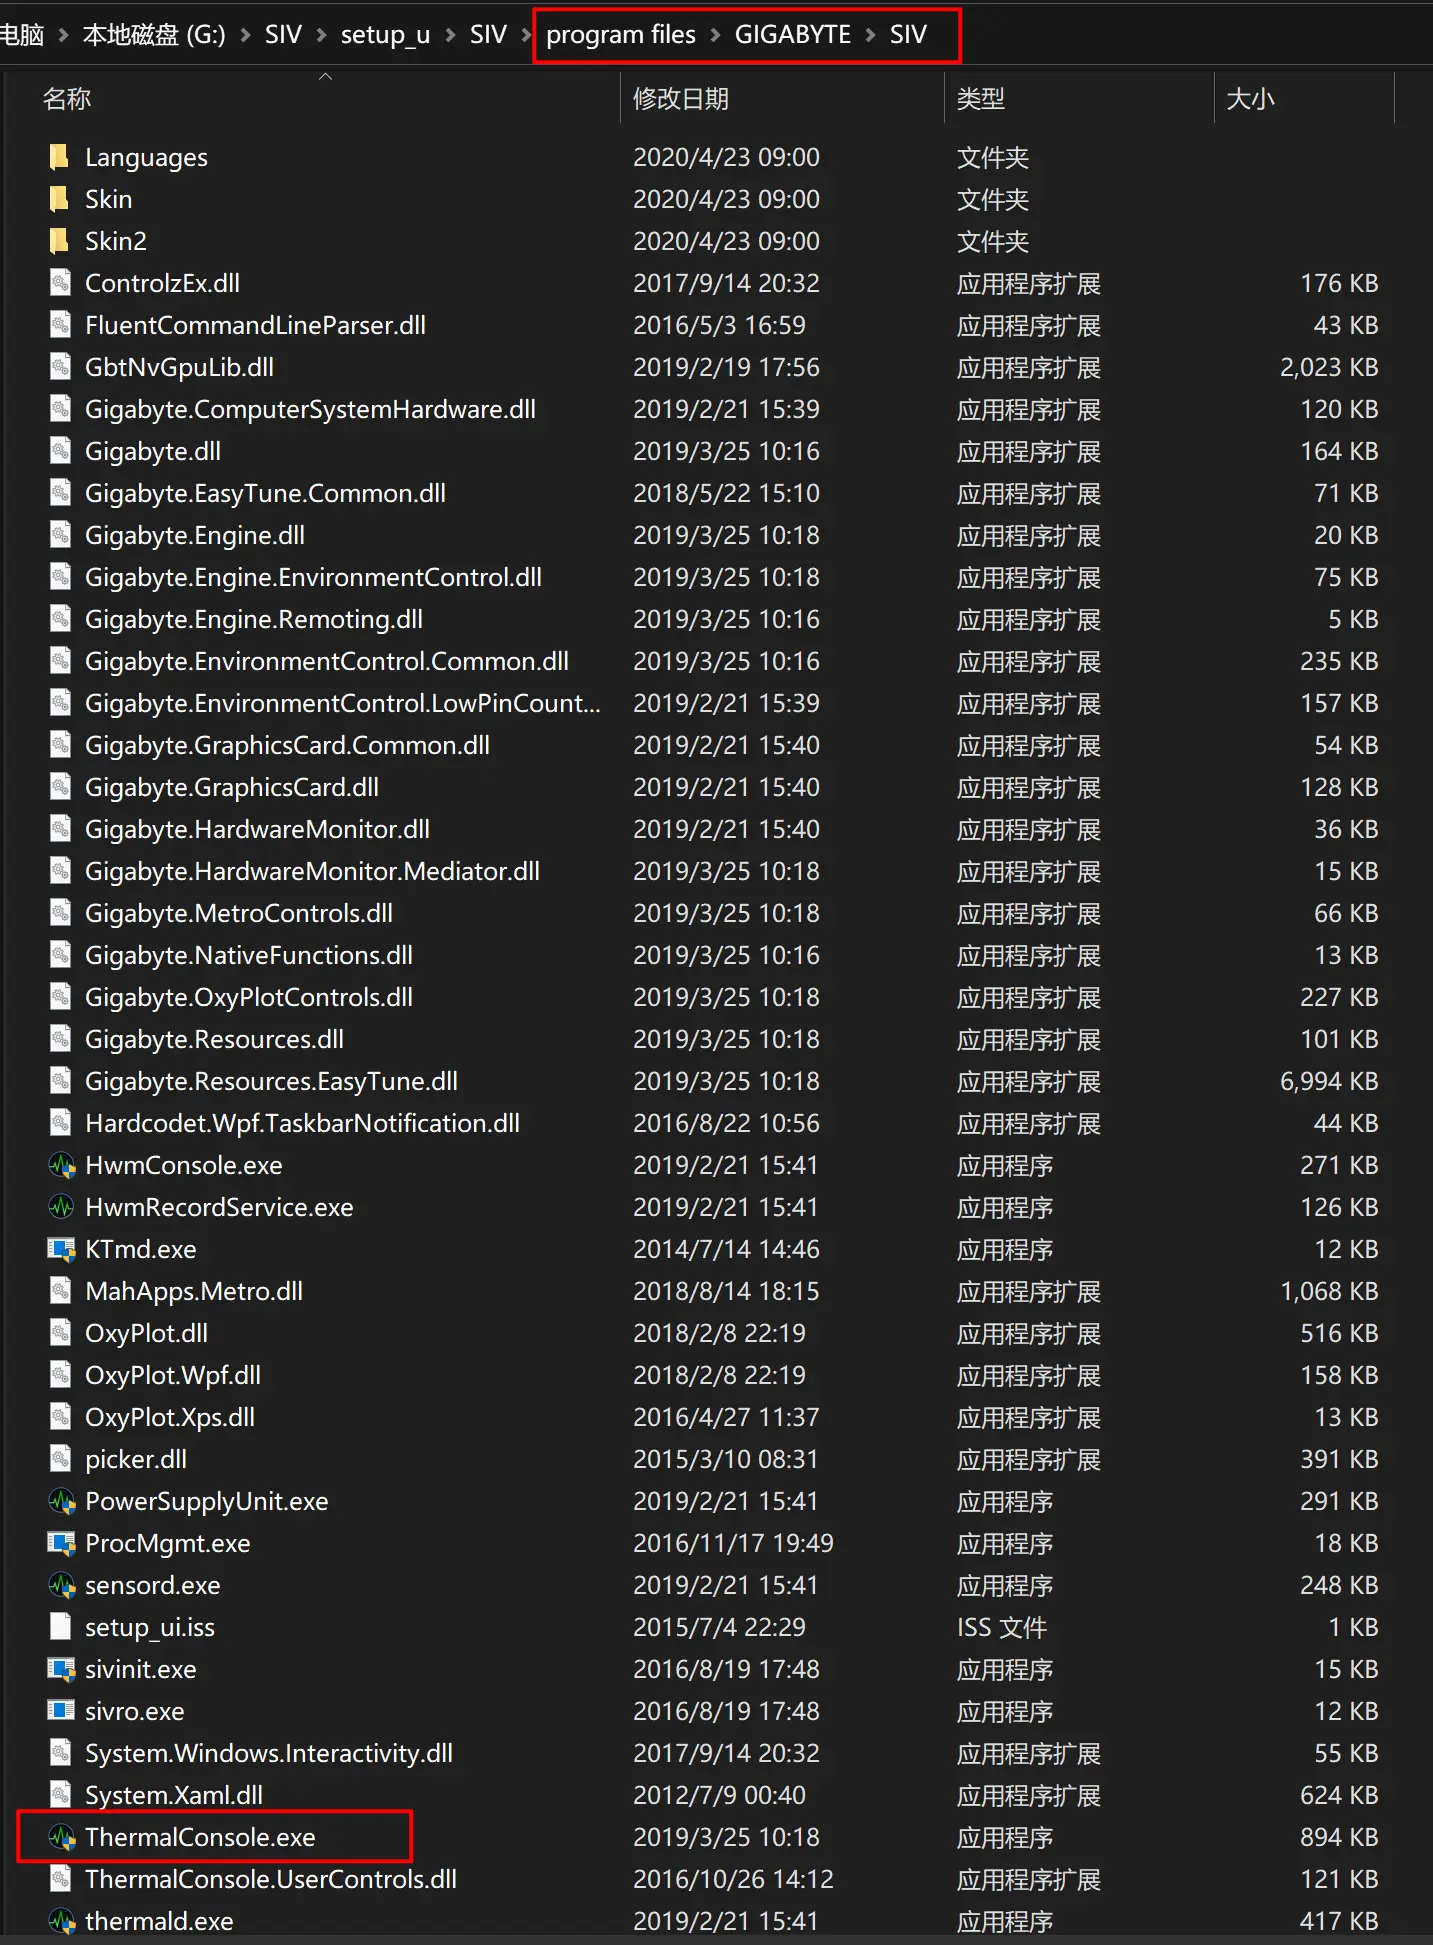 电脑 > 本地磁盘 (G:) > SIV > setup_u > SIV > program files > GIGABYTE > SIV
名称 修改日期 类型 大小
Languages 2020/4/23 09:00 文件夹
Skin 2020/4/23 09:00 文件夹
Skin2 2020/4/23 09:00 文件夹
ControlzEx.dll 2017/9/14 20:32 应用程序扩展 176 KB
FluentCommandLineParser.dll 2016/5/3 16:59 应用程序扩展 43 KB
GbtNvGpuLib.dll 2019/2/19 17:56 应用程序扩展 2,023 KB
Gigabyte.ComputerSystemHardware.dll 2019/2/21 15:39 应用程序扩展 120 KB
Gigabyte.dll 2019/3/25 10:16 应用程序扩展 164 KB
Gigabyte.EasyTune.Common.dll 2018/5/22 15:10 应用程序扩展 71 KB
Gigabyte.Engine.dll 2019/3/25 10:18 应用程序扩展 20 KB
Gigabyte.Engine.EnvironmentControl.dll 2019/3/25 10:18 应用程序扩展 75 KB
Gigabyte.Engine.Remoting.dll 2019/3/25 10:16 应用程序扩展 5 KB
Gigabyte.EnvironmentControl.Common.dll 2019/3/25 10:16 应用程序扩展 235 KB
Gigabyte.EnvironmentControl.LowPinCount... 2019/2/21 15:39 应用程序扩展 157 KB
Gigabyte.GraphicsCard.Common.dll 2019/2/21 15:40 应用程序扩展 54 KB
Gigabyte.GraphicsCard.dll 2019/2/21 15:40 应用程序扩展 128 KB
Gigabyte.HardwareMonitor.dll 2019/2/21 15:40 应用程序扩展 36 KB
Gigabyte.HardwareMonitor.Mediator.dll 2019/3/25 10:18 应用程序扩展 15 KB
Gigabyte.MetroControls.dll 2019/3/25 10:18 应用程序扩展 66 KB
Gigabyte.NativeFunctions.dll 2019/3/25 10:16 应用程序扩展 13 KB
Gigabyte.OxyPlotControls.dll 2019/3/25 10:18 应用程序扩展 227 KB
Gigabyte.Resources.dll 2019/3/25 10:18 应用程序扩展 101 KB
Gigabyte.Resources.EasyTune.dll 2019/3/25 10:18 应用程序扩展 6,994 KB
Hardcodet.Wpf.TaskbarNotification.dll 2016/8/22 10:56 应用程序扩展 44 KB
HwmConsole.exe 2019/2/21 15:41 应用程序 271 KB
HwmRecordService.exe 2019/2/21 15:41 应用程序 126 KB
KTmd.exe 2014/7/14 14:46 应用程序 12 KB
MahApps.Metro.dll 2018/8/14 18:15 应用程序扩展 1,068 KB
OxyPlot.dll 2018/2/8 22:19 应用程序扩展 516 KB
OxyPlot.Wpf.dll 2018/2/8 22:19 应用程序扩展 158 KB
OxyPlot.Xps.dll 2016/4/27 11:37 应用程序扩展 13 KB
picker.dll 2015/3/10 08:31 应用程序扩展 391 KB
PowerSupplyUnit.exe 2019/2/21 15:41 应用程序 291 KB
ProcMgmt.exe 2016/11/17 19:49 应用程序 18 KB
sensord.exe 2019/2/21 15:41 应用程序 248 KB
setup_ui.iss 2015/7/4 22:29 ISS 文件 1 KB
sivinit.exe 2016/8/19 17:48 应用程序 15 KB
sivro.exe 2016/8/19 17:48 应用程序 12 KB
System.Windows.Interactivity.dll 2017/9/14 20:32 应用程序扩展 55 KB
System.Xaml.dll 2012/7/9 00:40 应用程序扩展 624 KB
ThermalConsole.exe 2019/3/25 10:18 应用程序 894 KB
ThermalConsole.UserControls.dll 2016/10/26 14:12 应用程序扩展 121 KB
thermald.exe 2019/2/21 15:41 应用程序 417 KB